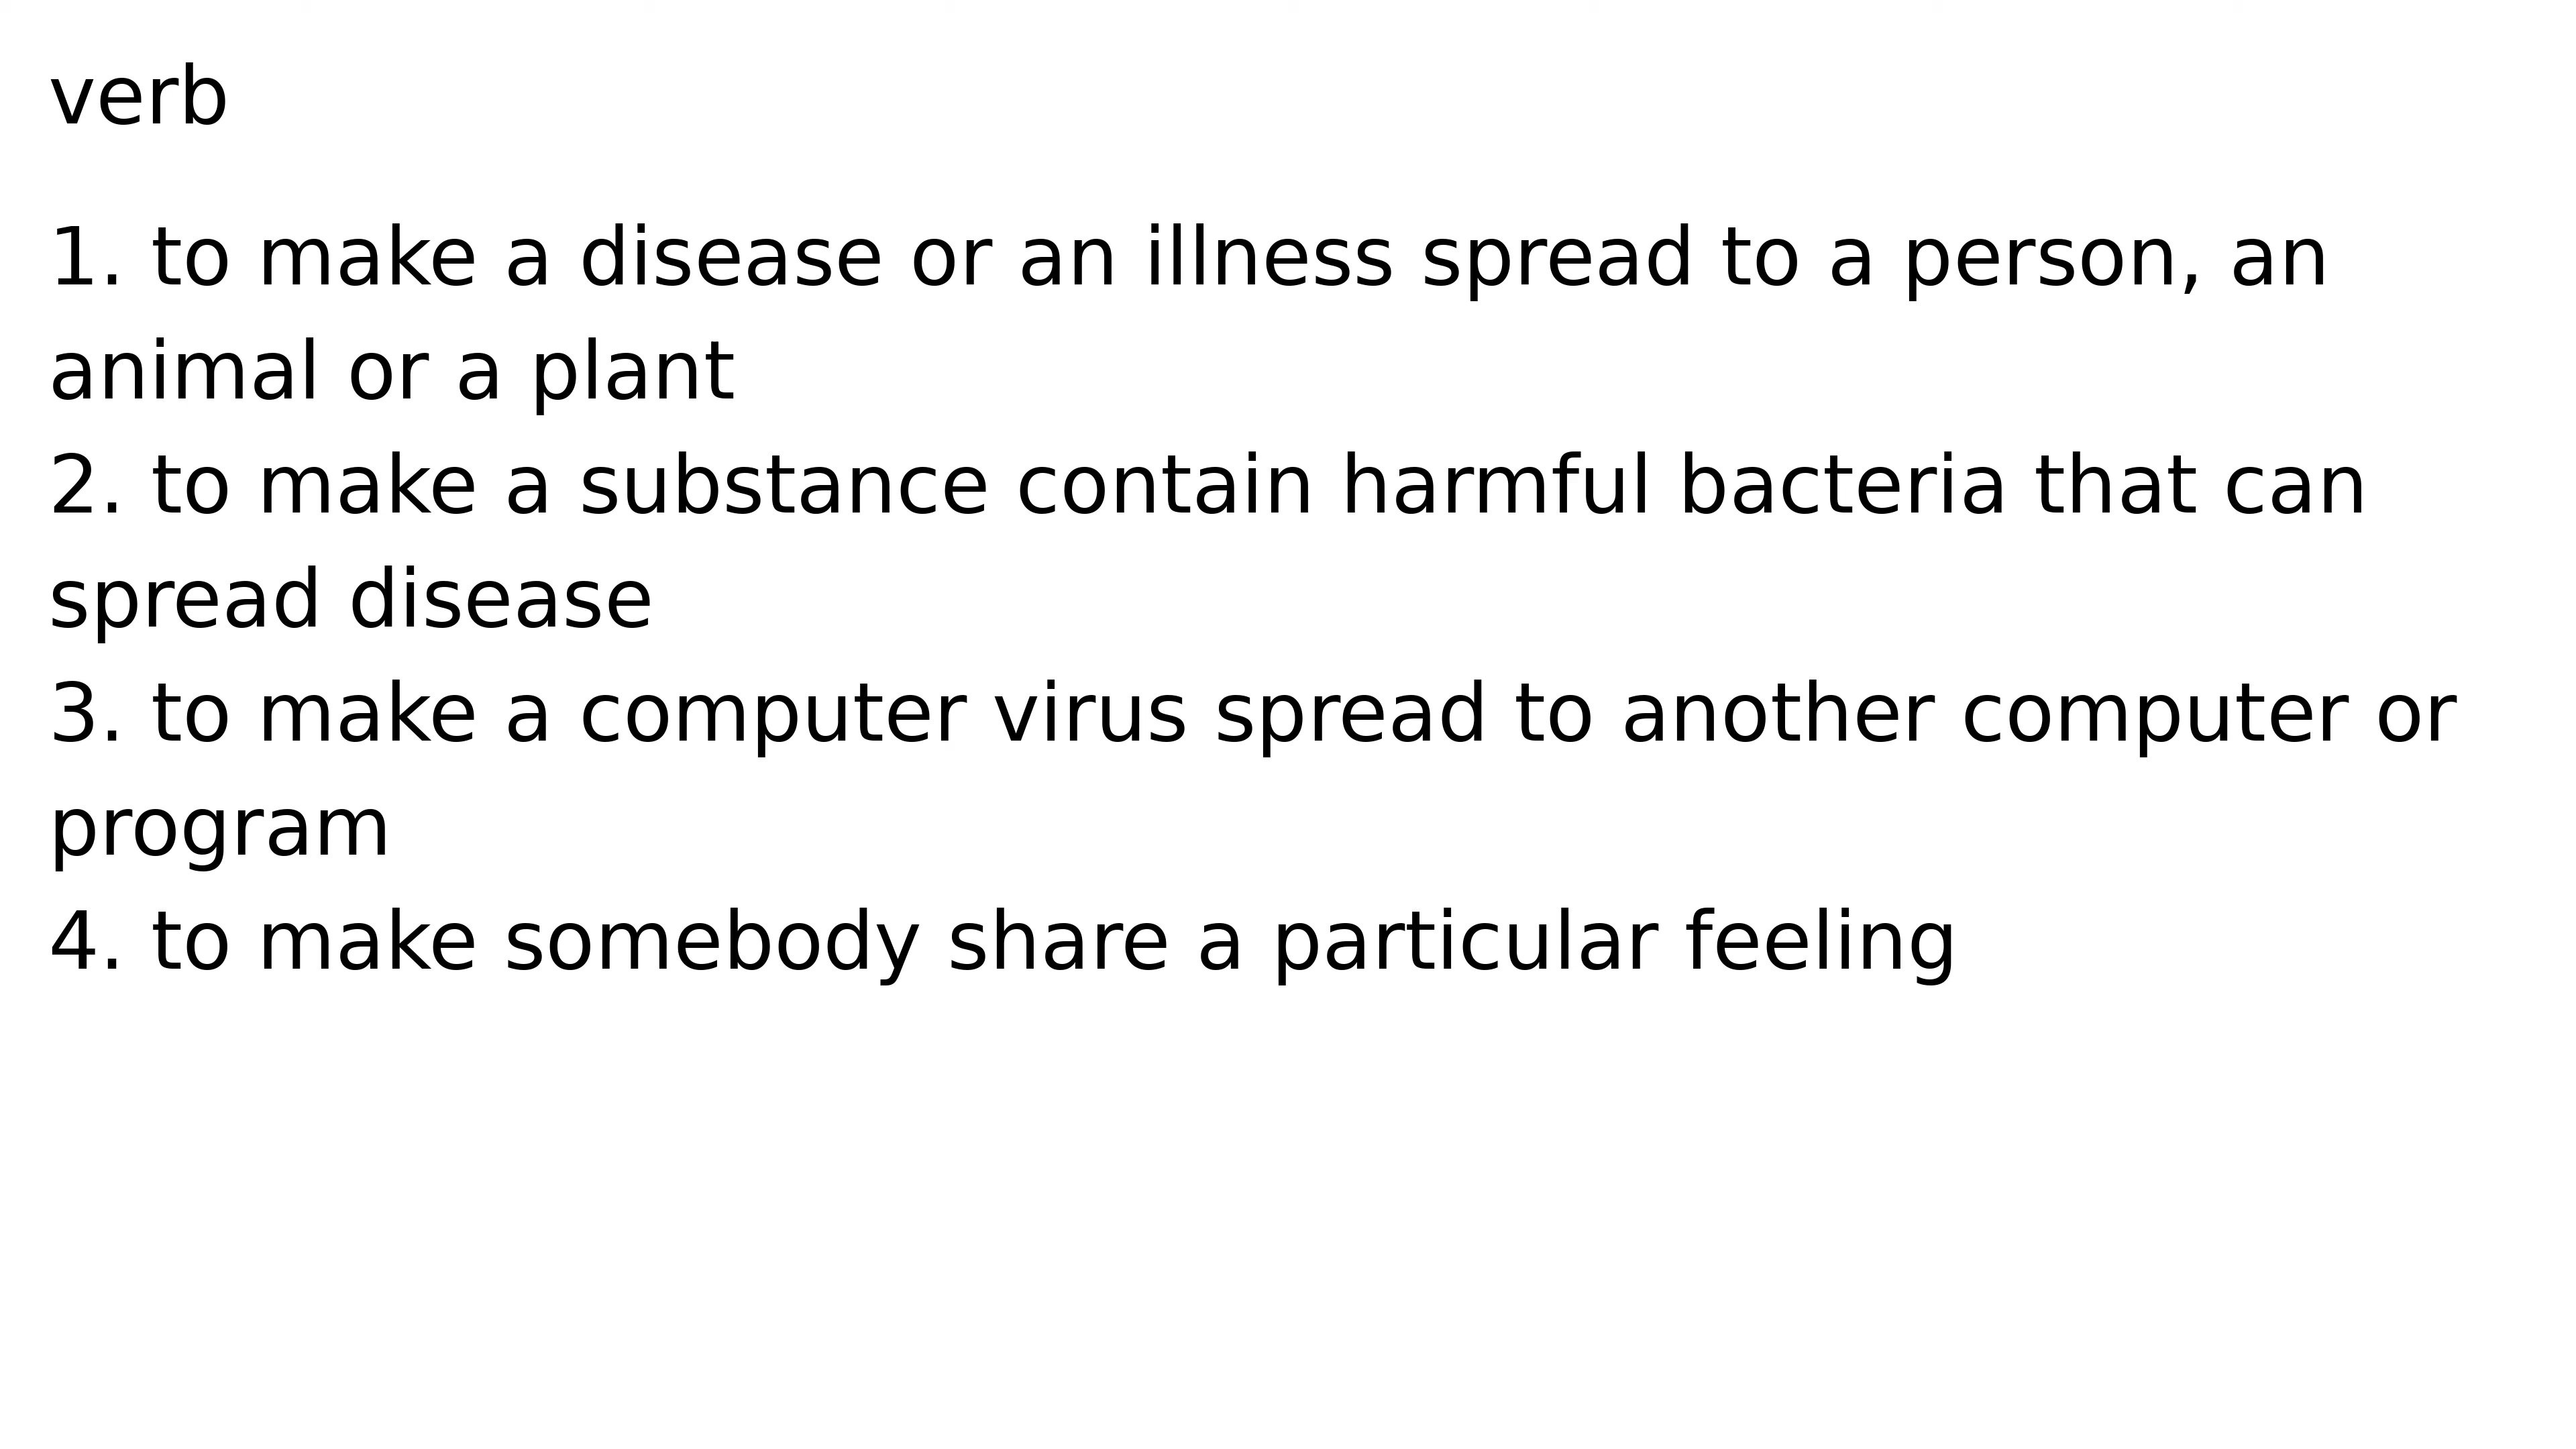 verb
1. to make a disease or an illness spread to a person, an
animal or a plant
2. to make a substance contain harmful bacteria that can
spread disease
3. to make a computer virus spread to another computer or
program
4. to make somebody share a particular feeling